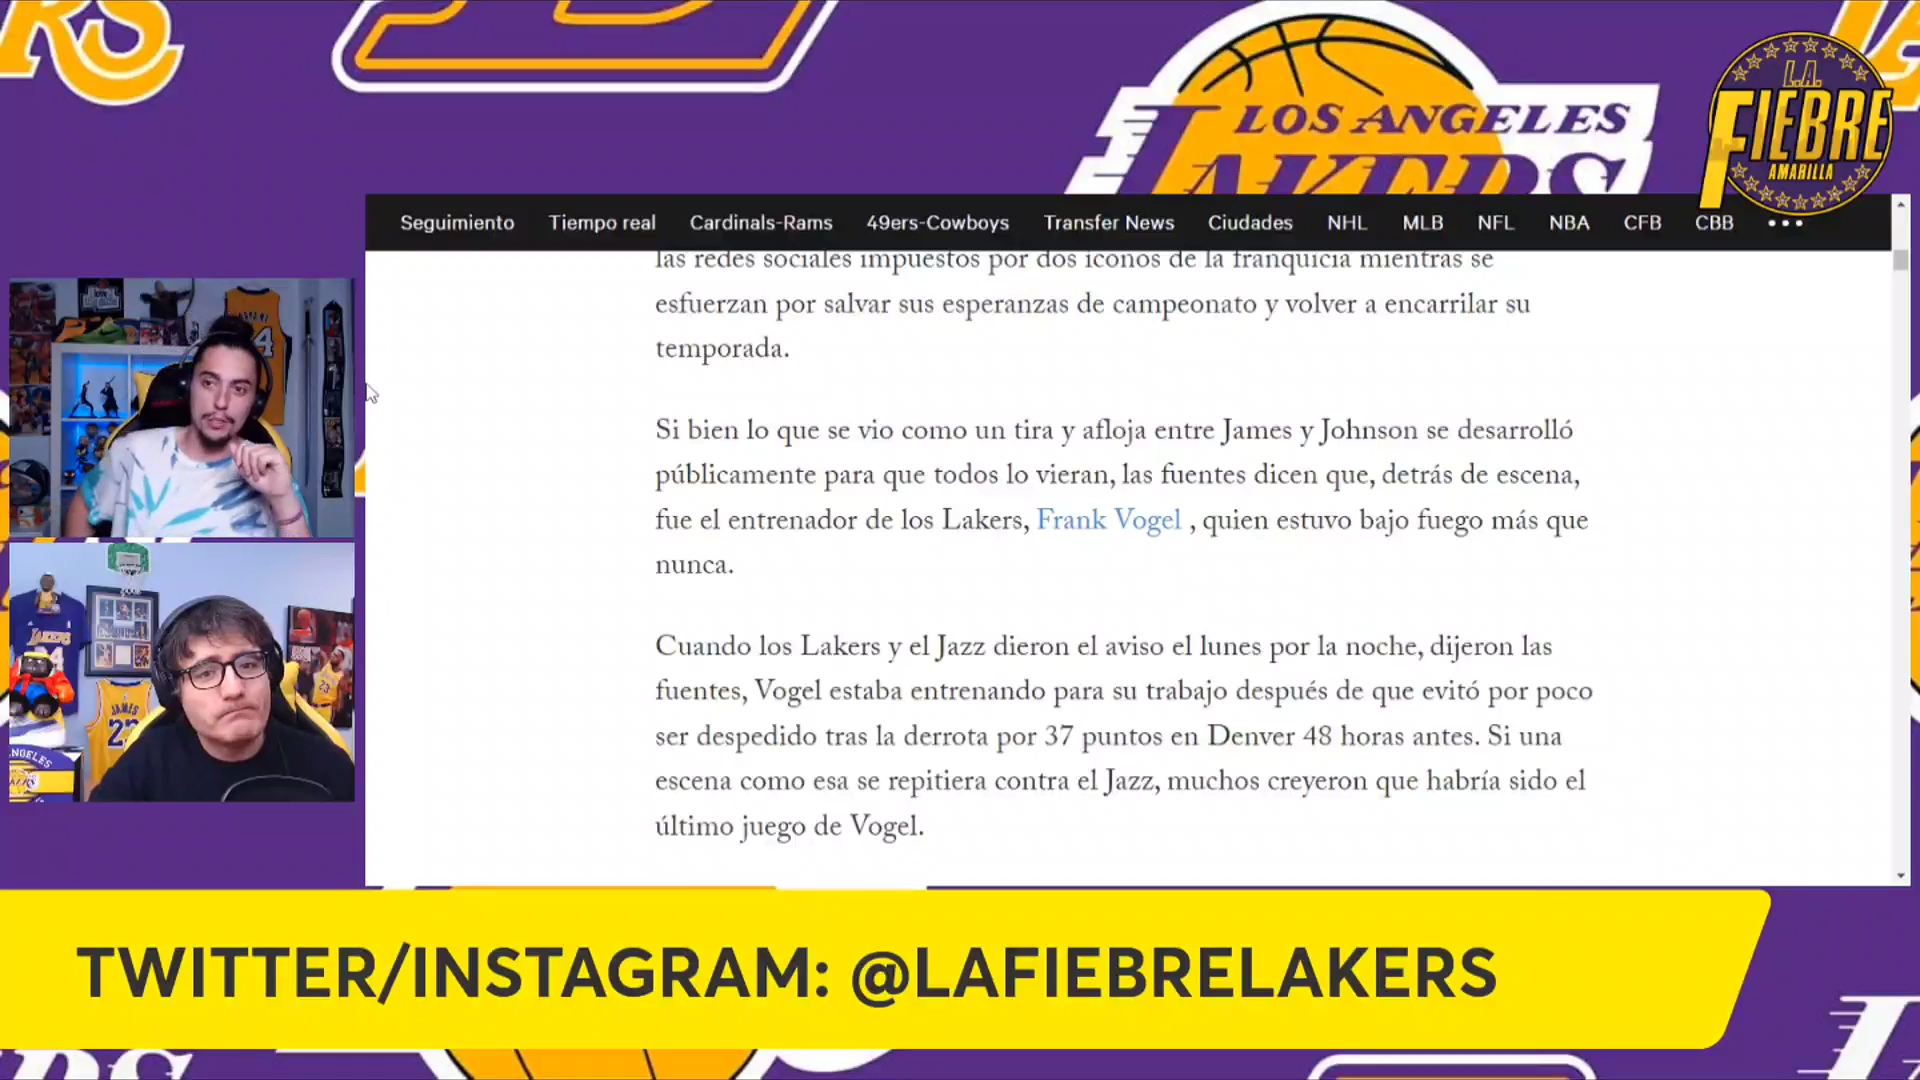 RS
LOS ANGELES
LAKERS
L.A.
FIEBRE
AMARILLA
Seguimiento Tiempo real Cardinals-Rams 49ers-Cowboys Transfer News Ciudades NHL MLB NFL NBA CFB CBB •••
las redes sociales impuestos por dos íconos de la franquicia mientras se
esfuerzan por salvar sus esperanzas de campeonato y volver a encarrilar su
temporada.
Si bien lo que se vio como un tira y afloja entre James y Johnson se desarrolló
públicamente para que todos lo vieran, las fuentes dicen que, detrás de escena,
fue el entrenador de los Lakers, Frank Vogel , quien estuvo bajo fuego más que
nunca.
Cuando los Lakers y el Jazz dieron el aviso el lunes por la noche, dijeron las
fuentes, Vogel estaba entrenando para su trabajo después de que evitó por poco
ser despedido tras la derrota por 37 puntos en Denver 48 horas antes. Si una
escena como esa se repitiera contra el Jazz, muchos creyeron que habría sido el
último juego de Vogel.
LAKERS
JAMES
23
TWITTER/INSTAGRAM: @LAFIEBRELAKERS